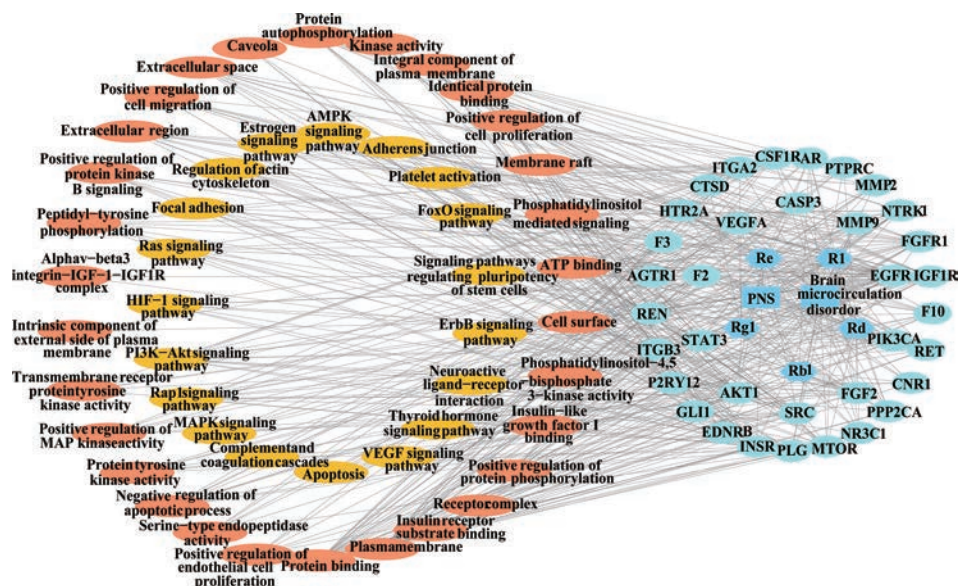 Protein
autophosphorylation
Caveola
Kinase activity
Extracellular space
Integral component of
plasma membrane
Positive regulation of
cell migration
Identical protein
binding
Extracellular region
Positive regulation of
cell proliferation
Positive regulation of
protein kinase
B signaling
Membrane raft
Peptidyl-tyrosine
phosphorylation
Phosphatidylinositol
mediated signaling
Alphav-beta3
integrin-IGF-1-IGF1R
complex
ATP binding
Intrinsic component of
external side of plasma
membrane
Cell surface
Transmembrane receptor
proteintyrosine
kinase activity
Phosphatidylinositol-4,5
-bisphosphate
3-kinase activity
Positive regulation of
MAP kinaseactivity
Insulin-like
growth factor I
binding
Protein tyrosine
kinase activity
Positive regulation of
protein phosphorylation
Negative regulation of
apoptotic process
Receptor complex
Serine-type endopeptidase
activity
Insulin receptor
substrate binding
Positive regulation of
endothelial cell
proliferation
Protein binding
Plasmamembrane
Estrogen
signaling
pathway
AMPK
signaling
pathway
Adherens junction
Regulation of actin
cytoskeleton
Platelet activation
Focal adhesion
FoxO signaling
pathway
Ras signaling
pathway
Signaling pathways
regulating pluripotency
of stem cells
HIF-1 signaling
pathway
ErbB signaling
pathway
PI3K-Akt signaling
pathway
Neuroactive
ligand-receptor
interaction
Rap1signaling
pathway
Thyroid hormone
signaling pathway
MAPK signaling
pathway
VEGF signaling
pathway
Complementand
coagulation cascades
Apoptosis
CSF1R
AR
ITGA2
PTPRC
CTSD
MMP2
CASP3
HTR2A
VEGFA
MMP9
NTRK1
F3
FGFR1
Re
R1
AGTR1
F2
EGFR
IGF1R
Brain
microcirculation
disordor
PNS
REN
F10
Rg1
Rd
STAT3
PIK3CA
ITGB3
RET
Rb1
P2RY12
CNR1
AKT1
FGF2
GLI1
SRC
PPP2CA
EDNRB
NR3C1
INSR
PLG
MTOR